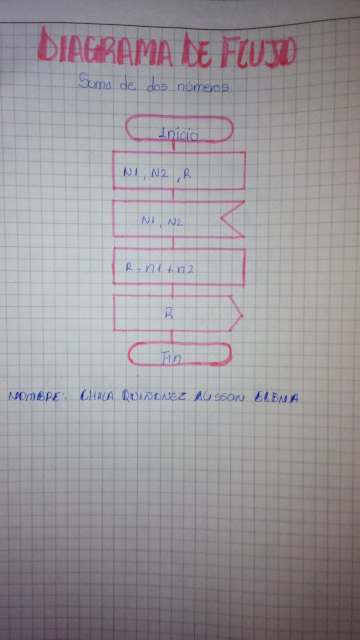 DIAGRAMA DE FLUJO
Suma de dos números
Inicio
N1, N2, R
N1, N2
R = n1 + n2
R
Fin
NOMBRE: CHILA QUIÑONEZ ALISSON ELENA